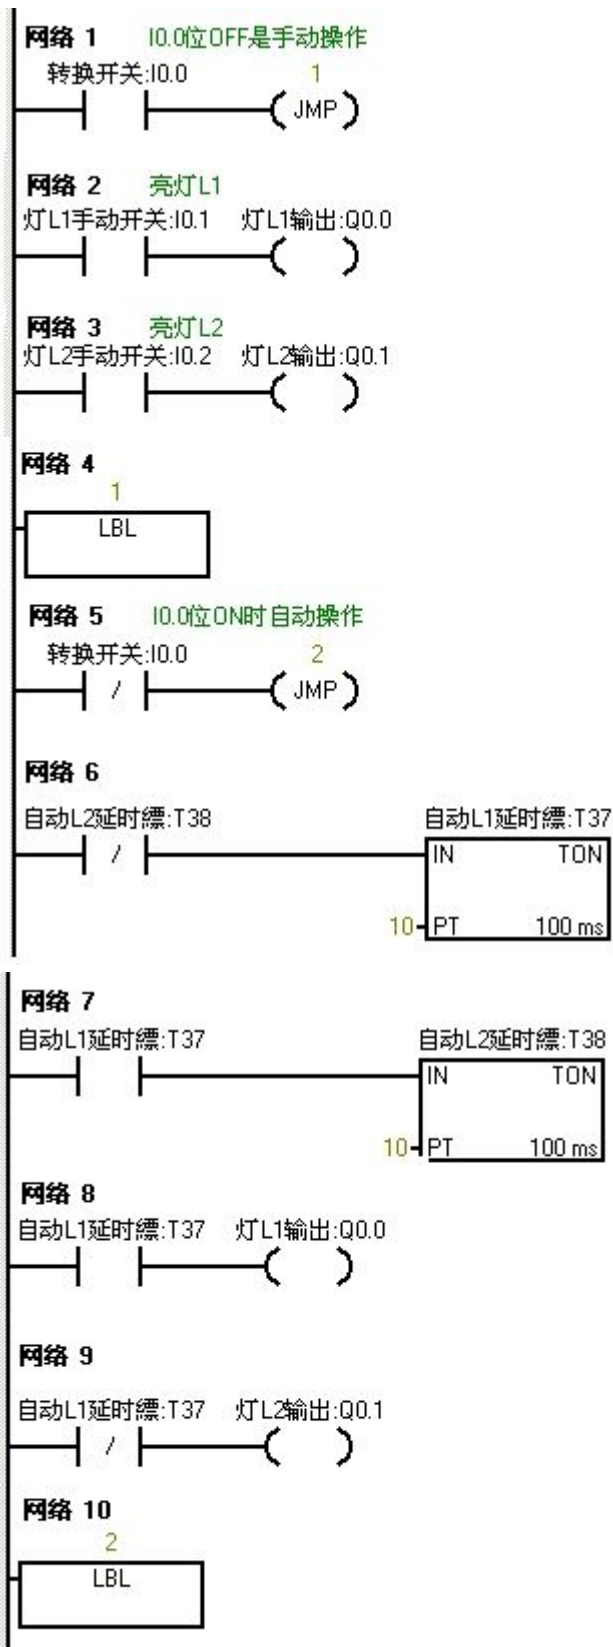 网络 1 I0.0位OFF是手动操作
转换开关:I0.0 1
JMP
网络 2 亮灯L1
灯L1手动开关:I0.1 灯L1输出:Q0.0
网络 3 亮灯L2
灯L2手动开关:I0.2 灯L2输出:Q0.1
网络 4
1
LBL
网络 5 I0.0位ON时自动操作
转换开关:I0.0 2
/ JMP
网络 6
自动L2延时缥:T38 自动L1延时缥:T37
/ IN TON
10 PT 100 ms
网络 7
自动L1延时缥:T37 自动L2延时缥:T38
IN TON
10 PT 100 ms
网络 8
自动L1延时缥:T37 灯L1输出:Q0.0
网络 9
自动L1延时缥:T37 灯L2输出:Q0.1
/
网络 10
2
LBL